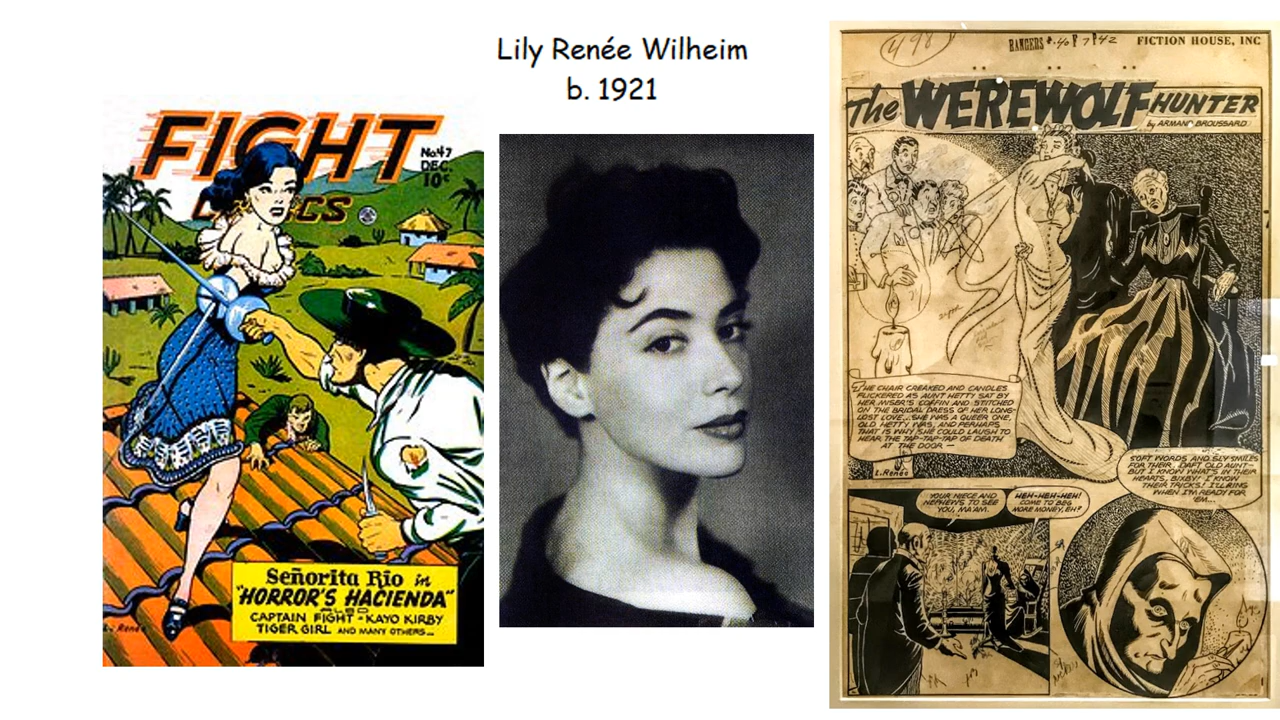 Lily Renée Wilheim
b. 1921
FIGHT
No.47
DEC.
10¢
Señorita Rio in
"HORROR'S HACIENDA"
ALSO
CAPTAIN FIGHT - KAYO KIRBY
TIGER GIRL AND MANY OTHERS...
L. Renée
498
RANGERS #40 F 7 P42 FICTION HOUSE, INC
The WEREWOLF HUNTER
by ARMAND BROUSSARD
THE CHAIR CREAKED AND CANDLES
FLICKERED AS AUNT HETTY SAT BY
HER MISER'S COFFIN AND STITCHED
ON THE BRIDAL DRESS OF HER LONG-
LOST LOVE... SHE WAS A QUEER ONE,
OLD HETTY WAS, AND PERHAPS
THAT IS WHY SHE COULD LAUGH TO
HEAR THE TAP-TAP-TAP OF DEATH
AT THE DOOR —
L. Renée
SOFT WORDS AND SLY SMILES
FOR THEIR DAFT OLD AUNT—
BUT I KNOW WHAT'S IN THEIR
HEARTS, BIXBY! I KNOW
THEIR TRICKS! I'LL RING
WHEN I'M READY FOR
'EM...
YOUR NIECE AND
NEPHEWS TO SEE
YOU, MA'AM.
HEH-HEH-HEH!
COME TO BEG
MORE MONEY, EH?